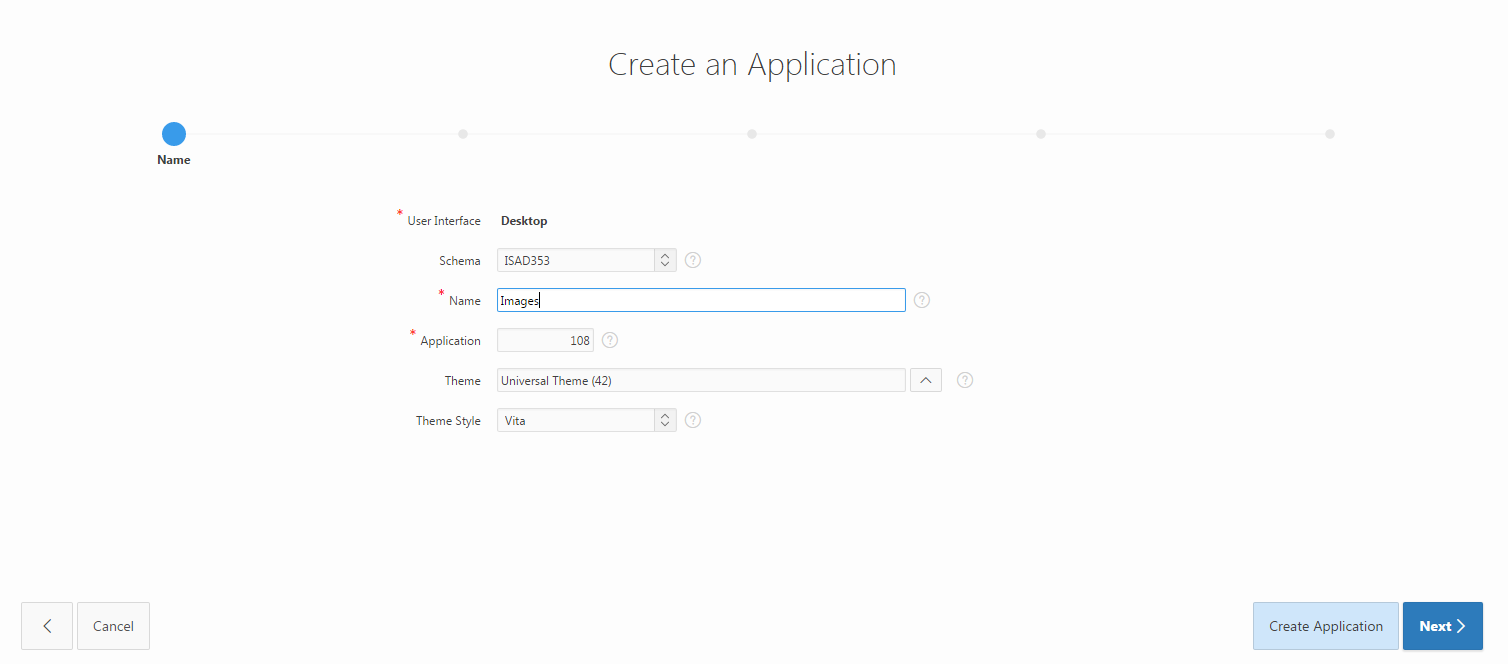 Create an Application
Name
* User Interface Desktop
Schema ISAD353 ?
* Name Images ?
* Application 108 ?
Theme Universal Theme (42) ?
Theme Style Vita ?
Cancel Create Application Next